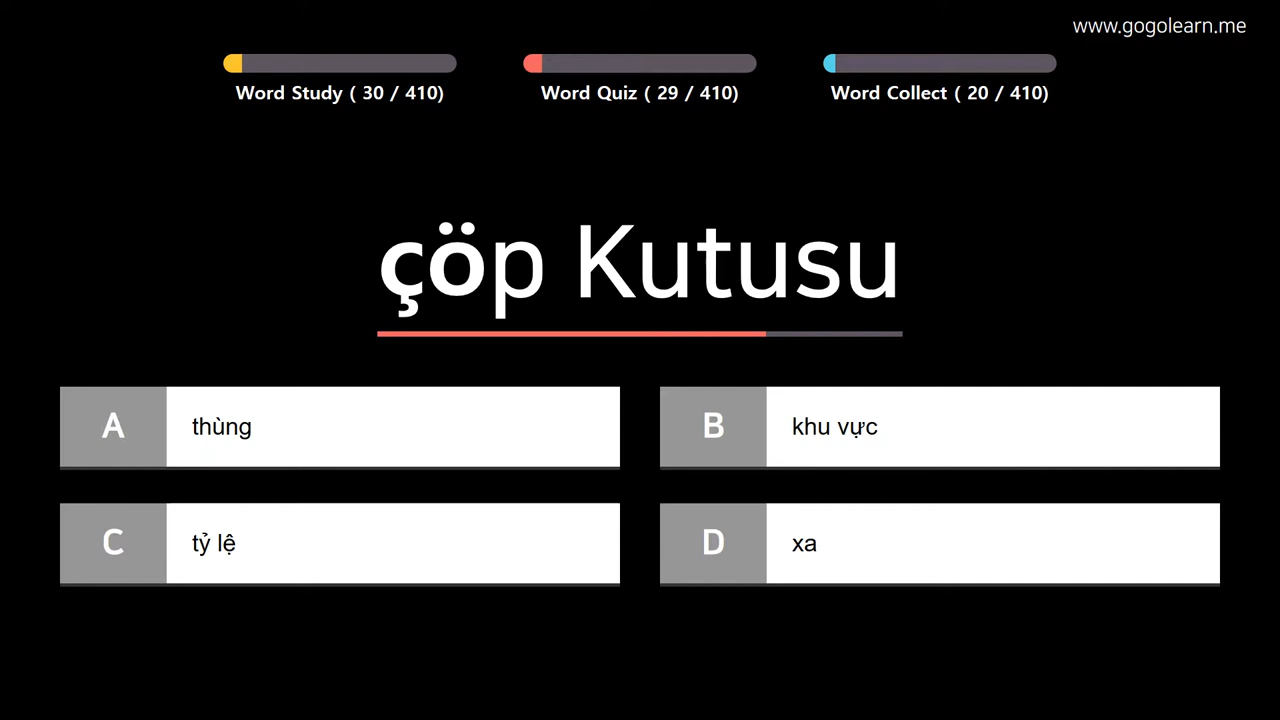 www.gogolearn.me
Word Study ( 30 / 410)
Word Quiz ( 29 / 410)
Word Collect ( 20 / 410)
çöp Kutusu
A thùng
B khu vực
C tỷ lệ
D xa